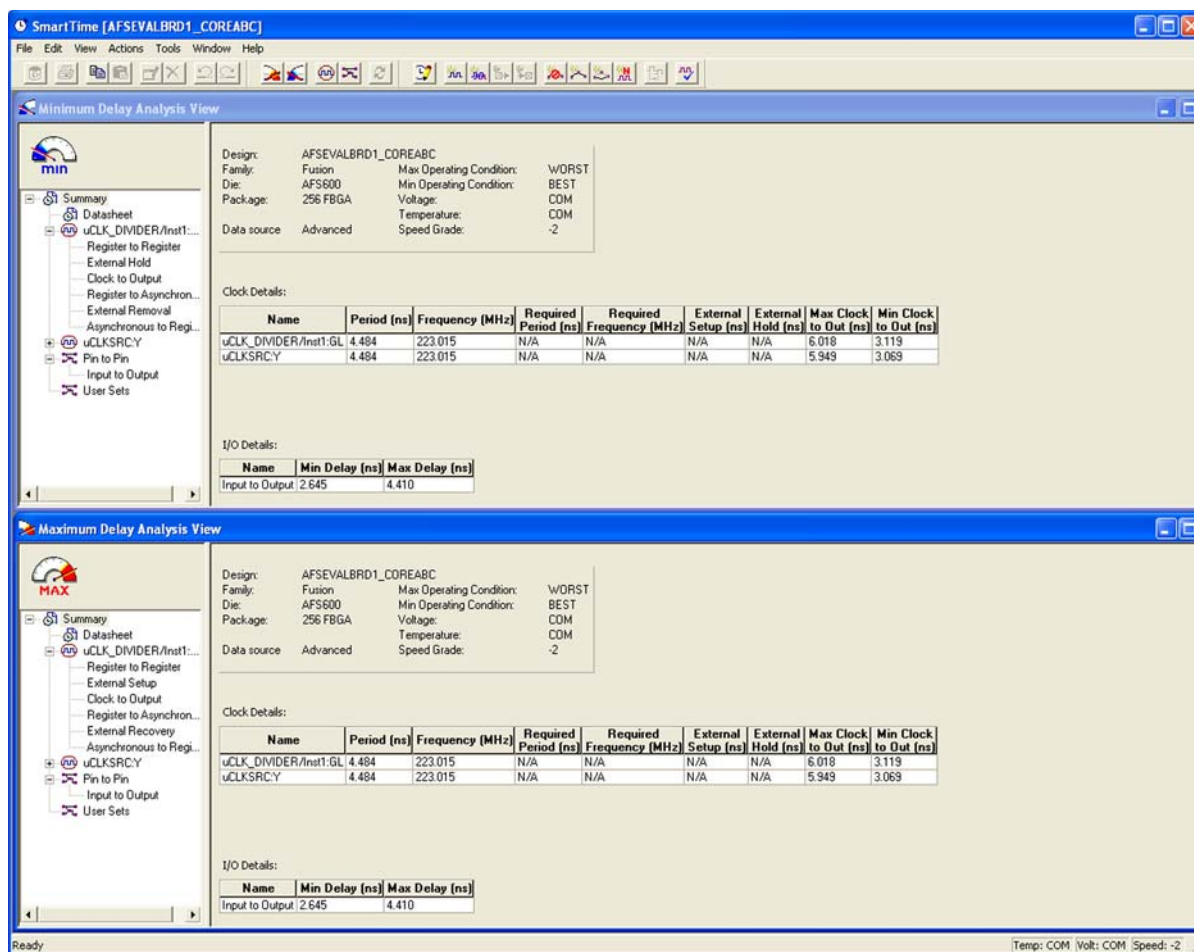 SmartTime [AFSEVALBRD1_COREABC]
File Edit View Actions Tools Window Help
Minimum Delay Analysis View
min
Summary
Datasheet
uCLK_DIVIDER/Inst1:...
Register to Register
External Hold
Clock to Output
Register to Asynchron...
External Removal
Asynchronous to Regi...
uCLKSRC:Y
Pin to Pin
Input to Output
User Sets
Design: AFSEVALBRD1_COREABC
Family: Fusion Max Operating Condition: WORST
Die: AFS600 Min Operating Condition: BEST
Package: 256 FBGA Voltage: COM
Temperature: COM
Data source Advanced Speed Grade: -2
Clock Details:
Name Period (ns) Frequency (MHz) Required Period (ns) Required Frequency (MHz) External Setup (ns) External Hold (ns) Max Clock to Out (ns) Min Clock to Out (ns)
uCLK_DIVIDER/Inst1:GL 4.484 223.015 N/A N/A N/A N/A 6.018 3.119
uCLKSRC:Y 4.484 223.015 N/A N/A N/A N/A 5.949 3.069
I/O Details:
Name Min Delay (ns) Max Delay (ns)
Input to Output 2.645 4.410
Maximum Delay Analysis View
MAX
Summary
Datasheet
uCLK_DIVIDER/Inst1:...
Register to Register
External Setup
Clock to Output
Register to Asynchron...
External Recovery
Asynchronous to Regi...
uCLKSRC:Y
Pin to Pin
Input to Output
User Sets
Design: AFSEVALBRD1_COREABC
Family: Fusion Max Operating Condition: WORST
Die: AFS600 Min Operating Condition: BEST
Package: 256 FBGA Voltage: COM
Temperature: COM
Data source Advanced Speed Grade: -2
Clock Details:
Name Period (ns) Frequency (MHz) Required Period (ns) Required Frequency (MHz) External Setup (ns) External Hold (ns) Max Clock to Out (ns) Min Clock to Out (ns)
uCLK_DIVIDER/Inst1:GL 4.484 223.015 N/A N/A N/A N/A 6.018 3.119
uCLKSRC:Y 4.484 223.015 N/A N/A N/A N/A 5.949 3.069
I/O Details:
Name Min Delay (ns) Max Delay (ns)
Input to Output 2.645 4.410
Ready Temp: COM Volt: COM Speed: -2